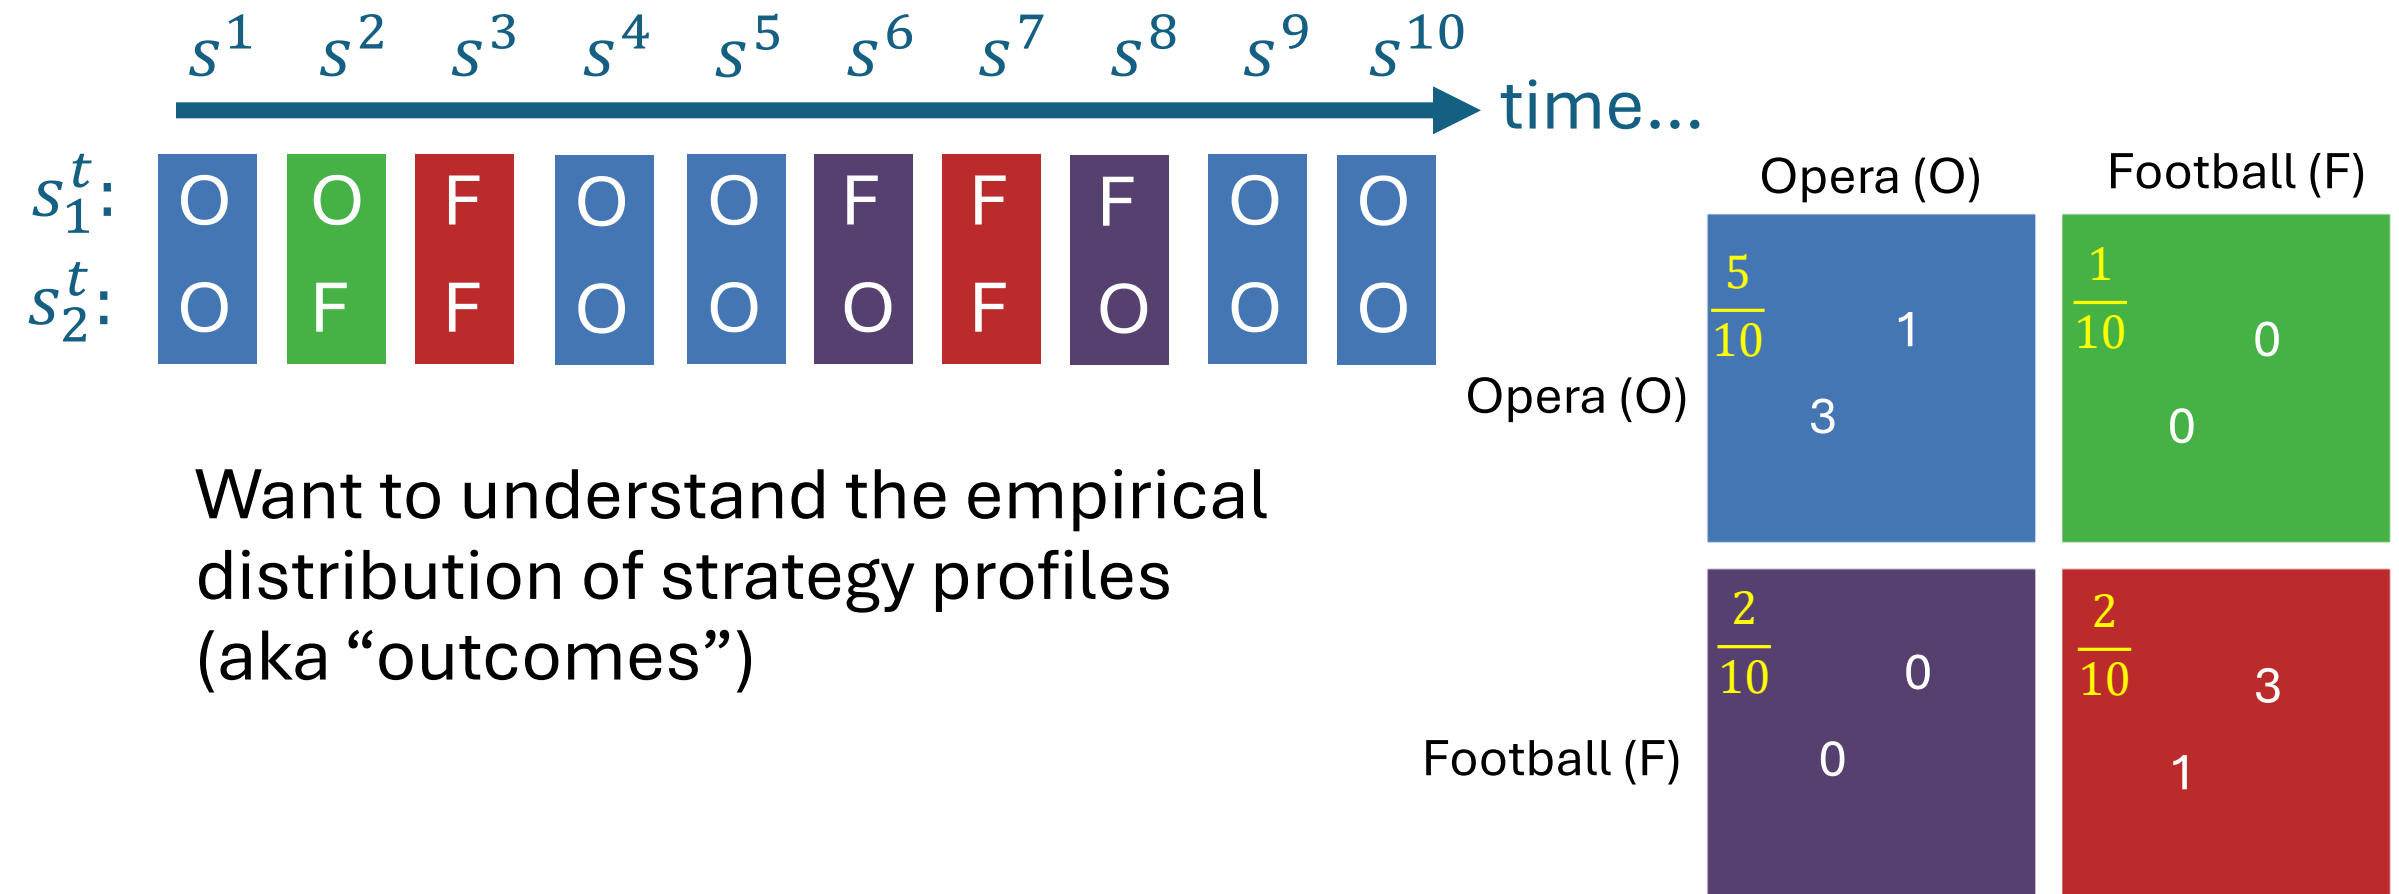 s¹ s² s³ s⁴ s⁵ s⁶ s⁷ s⁸ s⁹ s¹⁰
time...
s₁ᵗ: O O F O O F F F O O
s₂ᵗ: O F F O O O F O O O
Want to understand the empirical
distribution of strategy profiles
(aka “outcomes”)
Opera (O) Football (F)
Opera (O) 5/10 1 3 1/10 0 0
Football (F) 2/10 0 0 2/10 3 1